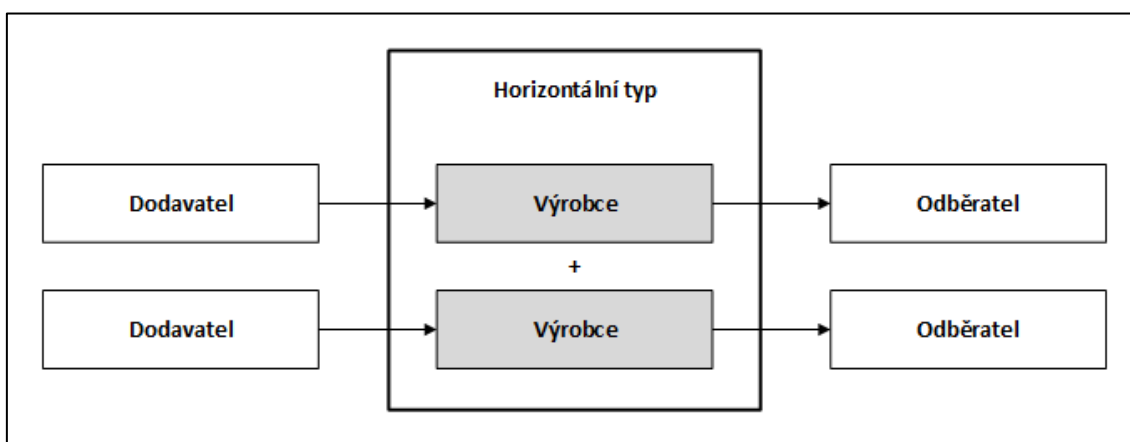 Horizontální typ
Dodavatel
Výrobce
Odběratel
+
Dodavatel
Výrobce
Odběratel